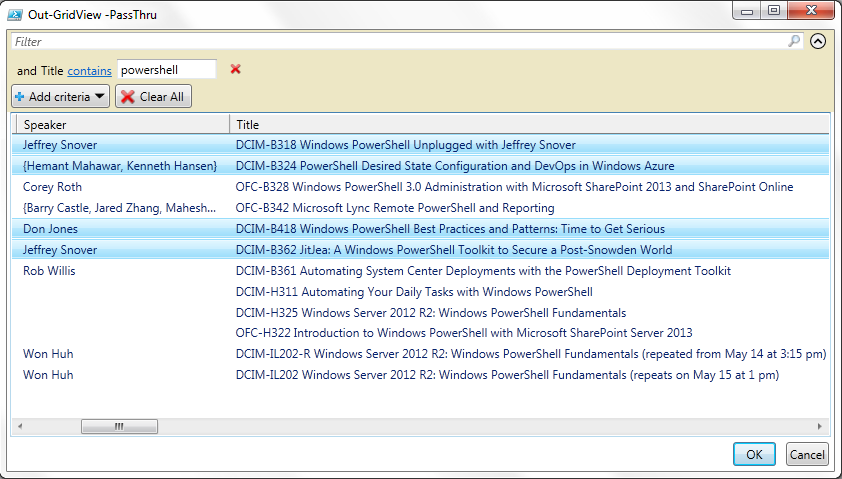 Out-GridView -PassThru
Filter
and Title contains powershell
Add criteria Clear All
Speaker Title
Jeffrey Snover DCIM-B318 Windows PowerShell Unplugged with Jeffrey Snover
{Hemant Mahawar, Kenneth Hansen} DCIM-B324 PowerShell Desired State Configuration and DevOps in Windows Azure
Corey Roth OFC-B328 Windows PowerShell 3.0 Administration with Microsoft SharePoint 2013 and SharePoint Online
{Barry Castle, Jared Zhang, Mahesh... OFC-B342 Microsoft Lync Remote PowerShell and Reporting
Don Jones DCIM-B418 Windows PowerShell Best Practices and Patterns: Time to Get Serious
Jeffrey Snover DCIM-B362 JitJea: A Windows PowerShell Toolkit to Secure a Post-Snowden World
Rob Willis DCIM-B361 Automating System Center Deployments with the PowerShell Deployment Toolkit
DCIM-H311 Automating Your Daily Tasks with Windows PowerShell
DCIM-H325 Windows Server 2012 R2: Windows PowerShell Fundamentals
OFC-H322 Introduction to Windows PowerShell with Microsoft SharePoint Server 2013
Won Huh DCIM-IL202-R Windows Server 2012 R2: Windows PowerShell Fundamentals (repeated from May 14 at 3:15 pm)
Won Huh DCIM-IL202 Windows Server 2012 R2: Windows PowerShell Fundamentals (repeats on May 15 at 1 pm)
OK Cancel